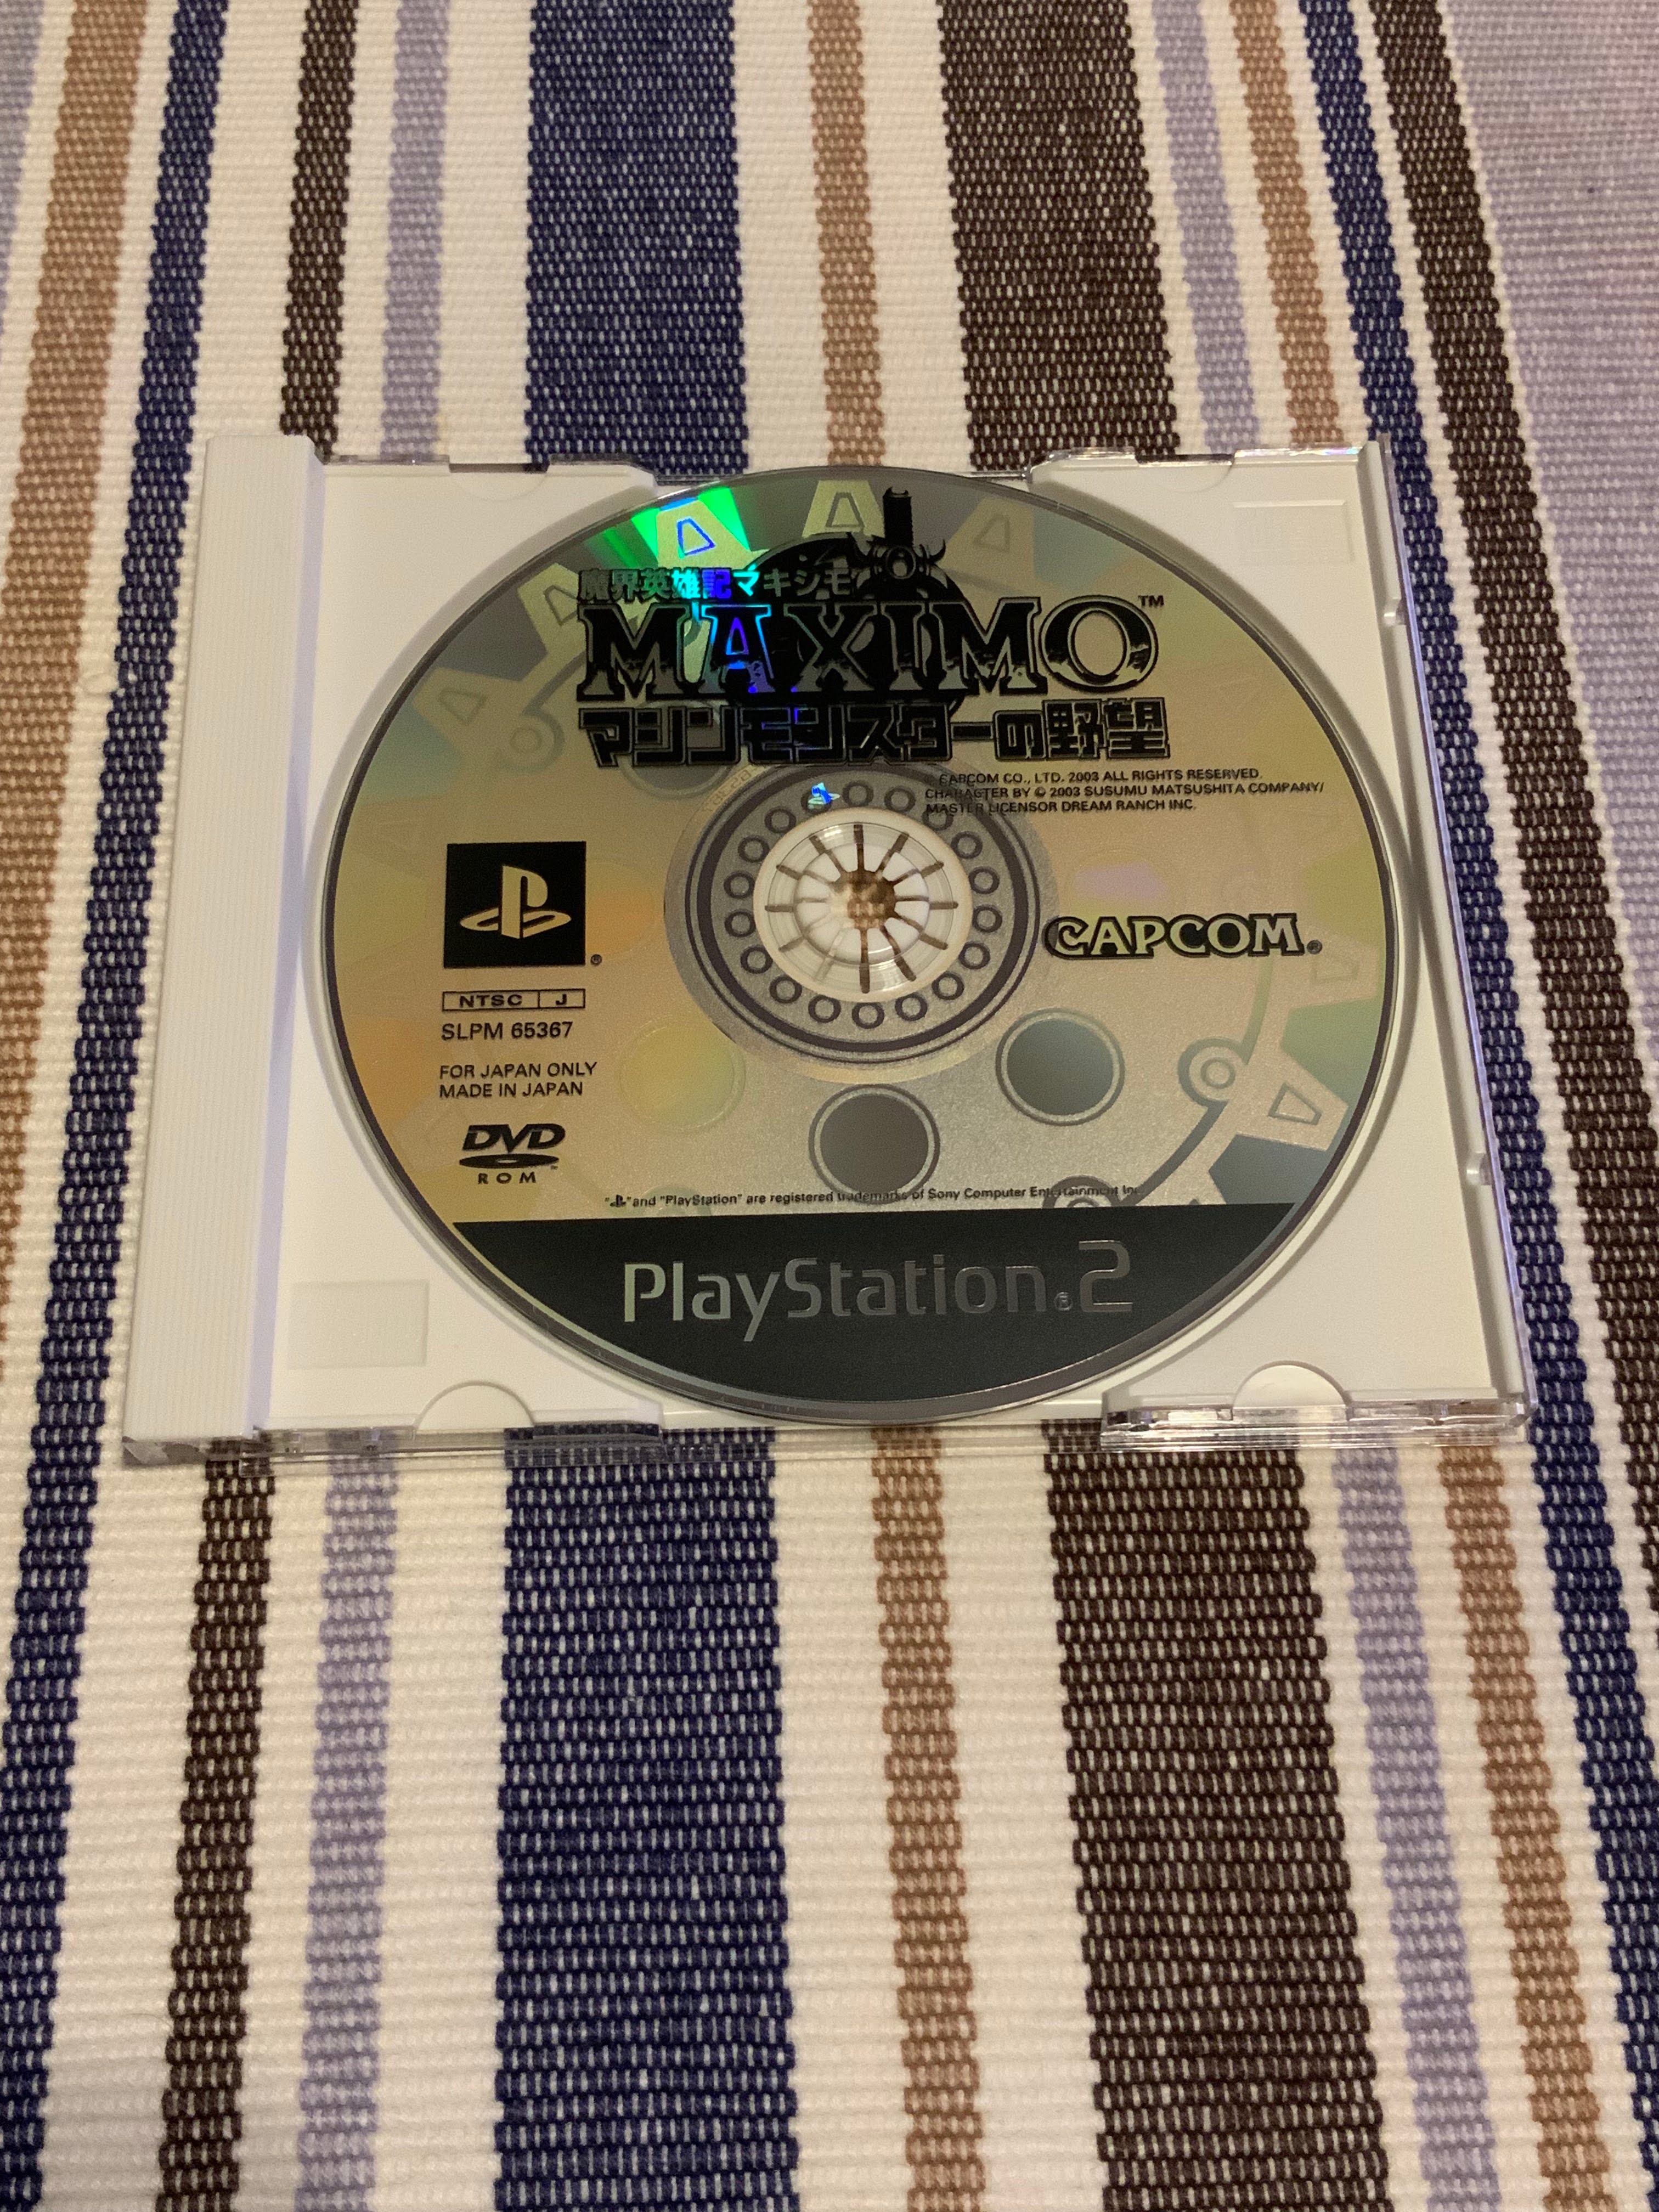 魔界英雄記マキシモ
MAXIMO™
マシンモンスターの野望
© CAPCOM CO., LTD. 2003 ALL RIGHTS RESERVED.
CHARACTER BY © 2003 SUSUMU MATSUSHITA COMPANY/
MASTER LICENSOR DREAM RANCH INC.
CAPCOM®
®
NTSC J
SLPM 65367
FOR JAPAN ONLY
MADE IN JAPAN
DVD™
ROM
" "and "PlayStation" are registered trademarks of Sony Computer Entertainment Inc.
PlayStation®2